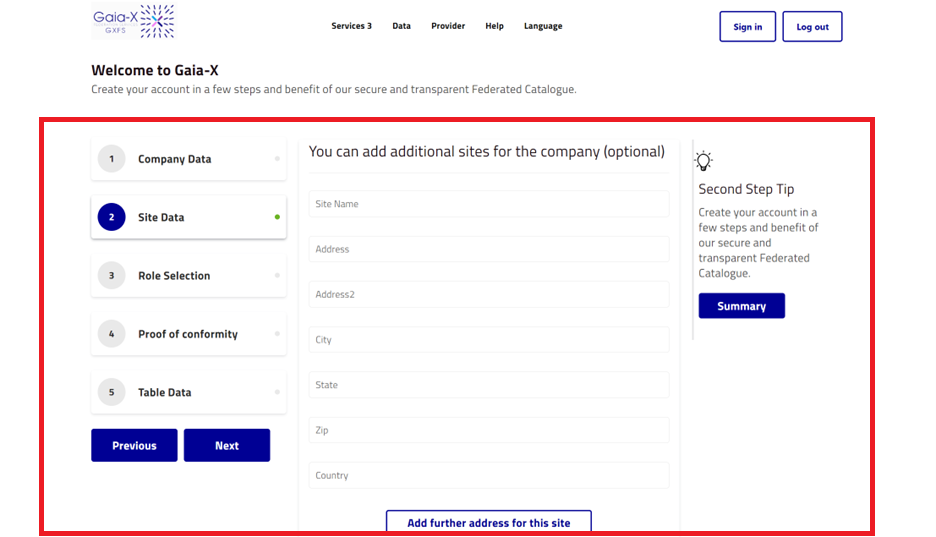 Gaia-X
GXFS
Services 3 Data Provider Help Language
Sign in
Log out
Welcome to Gaia-X
Create your account in a few steps and benefit of our secure and transparent Federated Catalogue.
1 Company Data
2 Site Data
3 Role Selection
4 Proof of conformity
5 Table Data
Previous
Next
You can add additional sites for the company (optional)
Site Name
Address
Address2
City
State
Zip
Country
Add further address for this site
Second Step Tip
Create your account in a
few steps and benefit of
our secure and
transparent Federated
Catalogue.
Summary